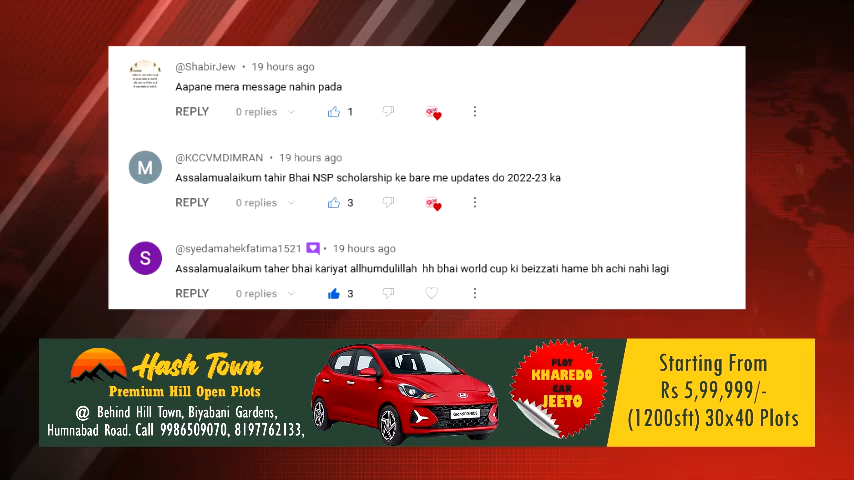 @ShabirJew • 19 hours ago
Aapane mera message nahin pada
REPLY 0 replies 1
M
@KCCVMDIMRAN • 19 hours ago
Assalamualaikum tahir Bhai NSP scholarship ke bare me updates do 2022-23 ka
REPLY 0 replies 3
S
@syedamahekfatima1521 • 19 hours ago
Assalamualaikum taher bhai kariyat allhumdulillah hh bhai world cup ki beizzati hame bh achi nahi lagi
REPLY 0 replies 3
Hash Town
Premium Hill Open Plots
@ Behind Hill Town, Biyabani Gardens,
Humnabad Road. Call 9986509070, 8197762133,
PLOT
KHAREDO
CAR
JEETO
Starting From
Rs 5,99,999/-
(1200sft) 30x40 Plots